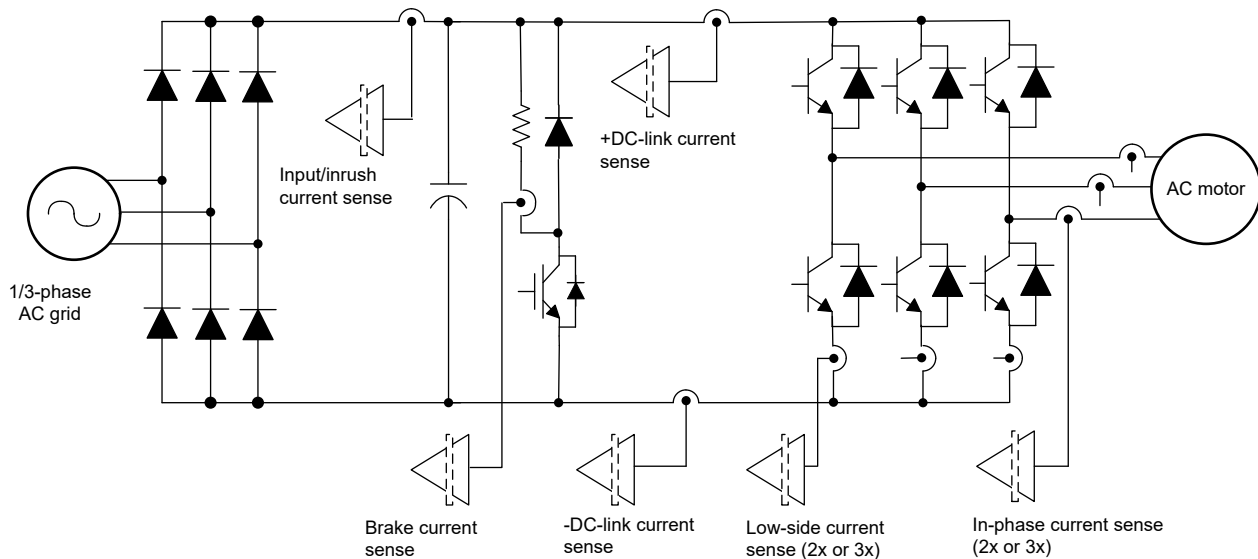 Input/inrush
current sense
+DC-link current
sense
AC motor
1/3-phase
AC grid
Brake current
sense
-DC-link current
sense
Low-side current
sense (2x or 3x)
In-phase current sense
(2x or 3x)